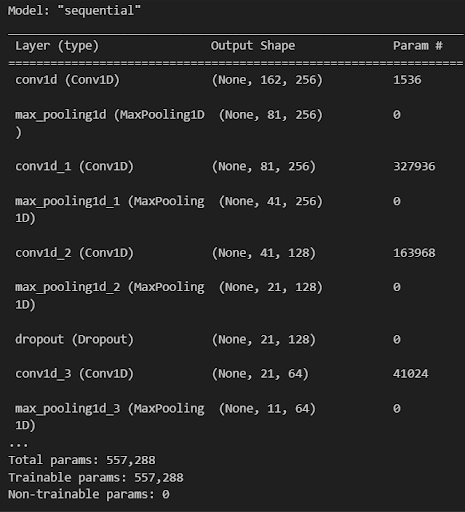 Model: "sequential"
Layer (type) Output Shape Param #
=================================================================
conv1d (Conv1D) (None, 162, 256) 1536
max_pooling1d (MaxPooling1D (None, 81, 256) 0
)
conv1d_1 (Conv1D) (None, 81, 256) 327936
max_pooling1d_1 (MaxPooling (None, 41, 256) 0
1D)
conv1d_2 (Conv1D) (None, 41, 128) 163968
max_pooling1d_2 (MaxPooling (None, 21, 128) 0
1D)
dropout (Dropout) (None, 21, 128) 0
conv1d_3 (Conv1D) (None, 21, 64) 41024
max_pooling1d_3 (MaxPooling (None, 11, 64) 0
1D)
...
Total params: 557,288
Trainable params: 557,288
Non-trainable params: 0